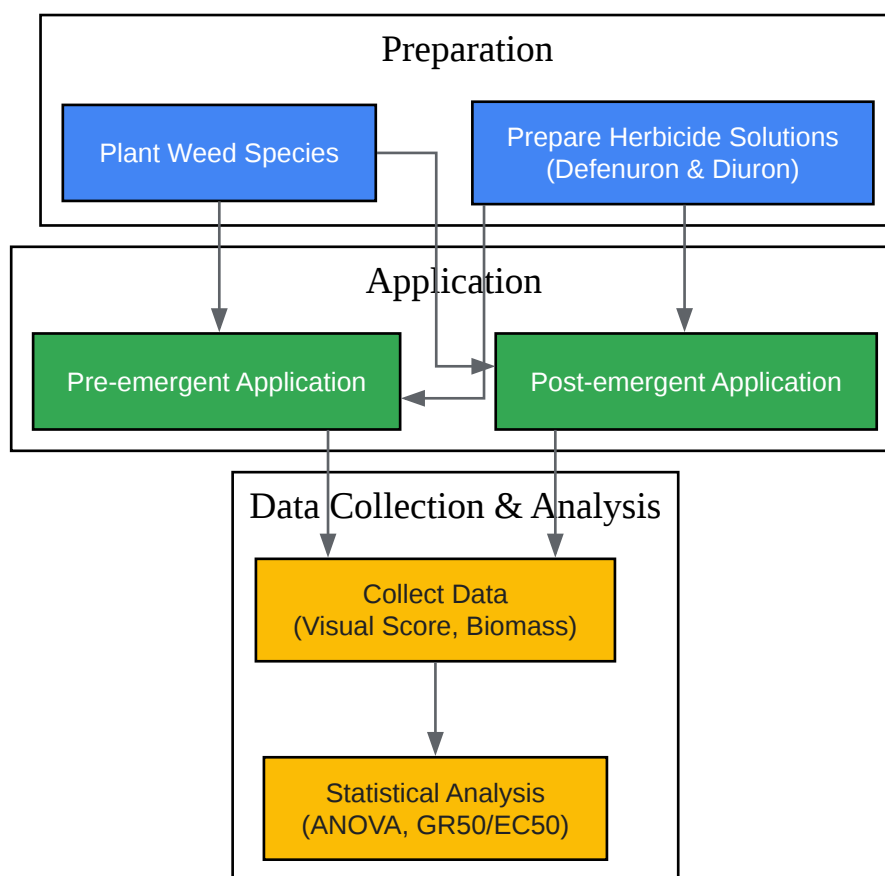 Preparation
Plant Weed Species
Prepare Herbicide Solutions
(Defenuron & Diuron)
Application
Pre-emergent Application
Post-emergent Application
Data Collection & Analysis
Collect Data
(Visual Score, Biomass)
Statistical Analysis
(ANOVA, GR50/EC50)